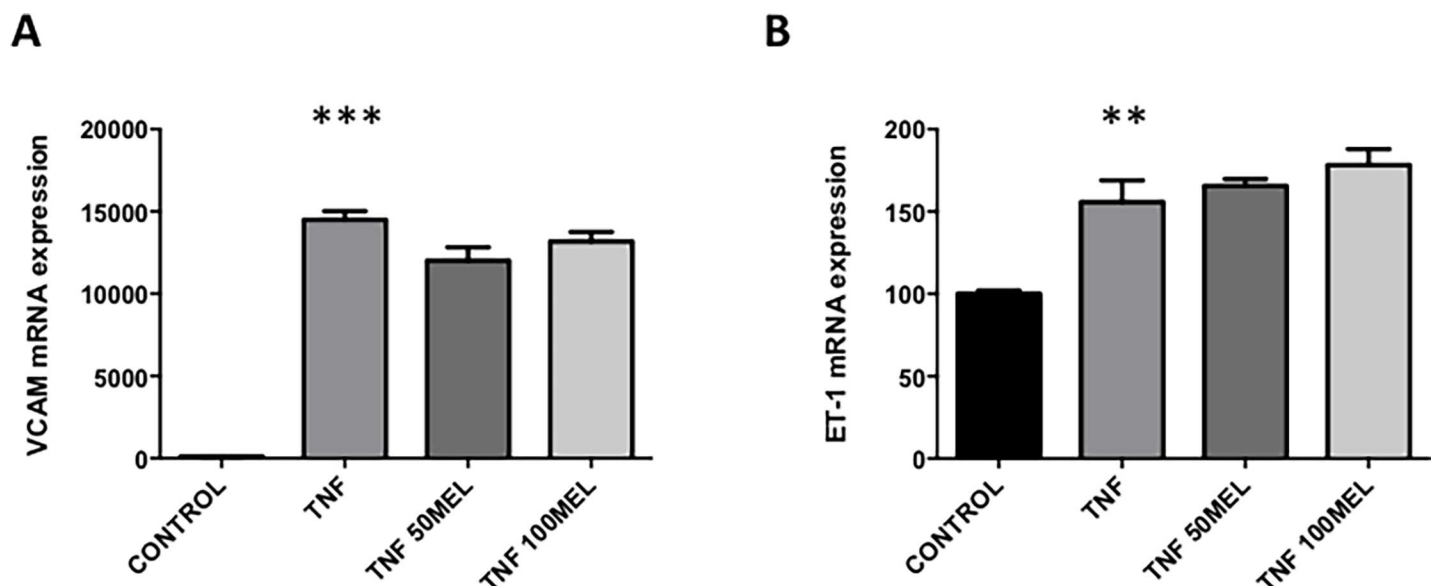 A
VCAM mRNA expression
20000
15000
10000
5000
0
***
CONTROL
TNF
TNF 50MEL
TNF 100MEL
B
ET-1 mRNA expression
200
150
100
50
0
**
CONTROL
TNF
TNF 50MEL
TNF 100MEL